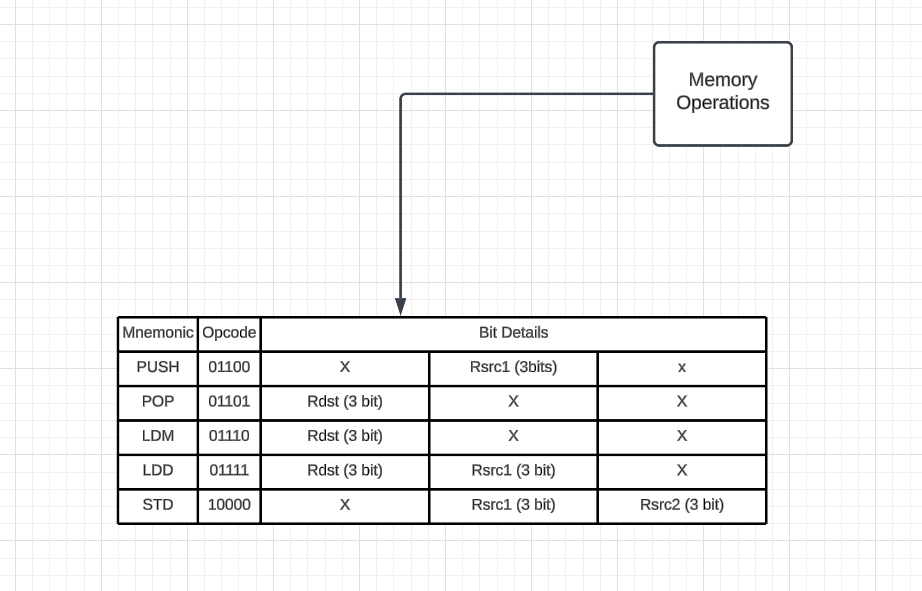 Memory
Operations
Mnemonic Opcode Bit Details
PUSH 01100 X Rsrc1 (3bits) x
POP 01101 Rdst (3 bit) X X
LDM 01110 Rdst (3 bit) X X
LDD 01111 Rdst (3 bit) Rsrc1 (3 bit) X
STD 10000 X Rsrc1 (3 bit) Rsrc2 (3 bit)